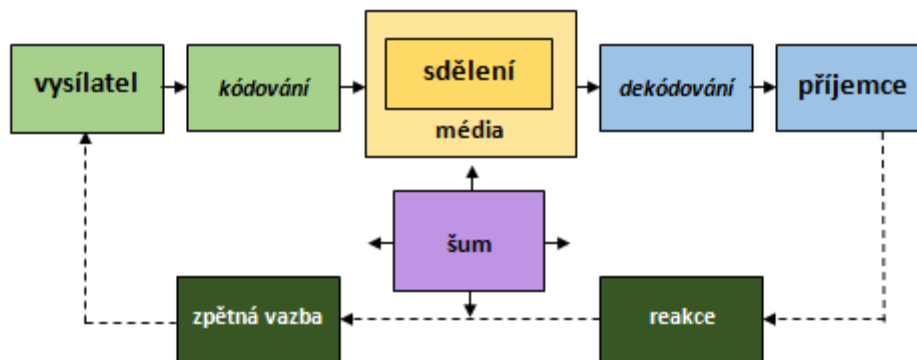 vysílatel
kódování
sdělení
média
dekódování
příjemce
šum
zpětná vazba
reakce